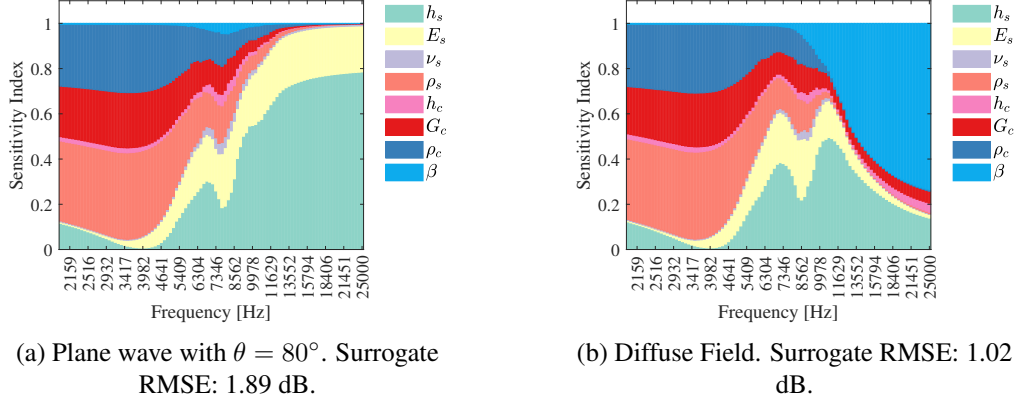 1
0.8
0.6
0.4
0.2
0
Sensitivity Index
2159
2516
2932
3417
3982
4641
5409
6304
7346
8562
9978
11629
13552
15794
18406
21451
25000
Frequency [Hz]
h_s
E_s
ν_s
ρ_s
h_c
G_c
ρ_c
β
(a) Plane wave with θ = 80°. Surrogate
RMSE: 1.89 dB.
1
0.8
0.6
0.4
0.2
0
Sensitivity Index
2159
2516
2932
3417
3982
4641
5409
6304
7346
8562
9978
11629
13552
15794
18406
21451
25000
Frequency [Hz]
h_s
E_s
ν_s
ρ_s
h_c
G_c
ρ_c
β
(b) Diffuse Field. Surrogate RMSE: 1.02
dB.